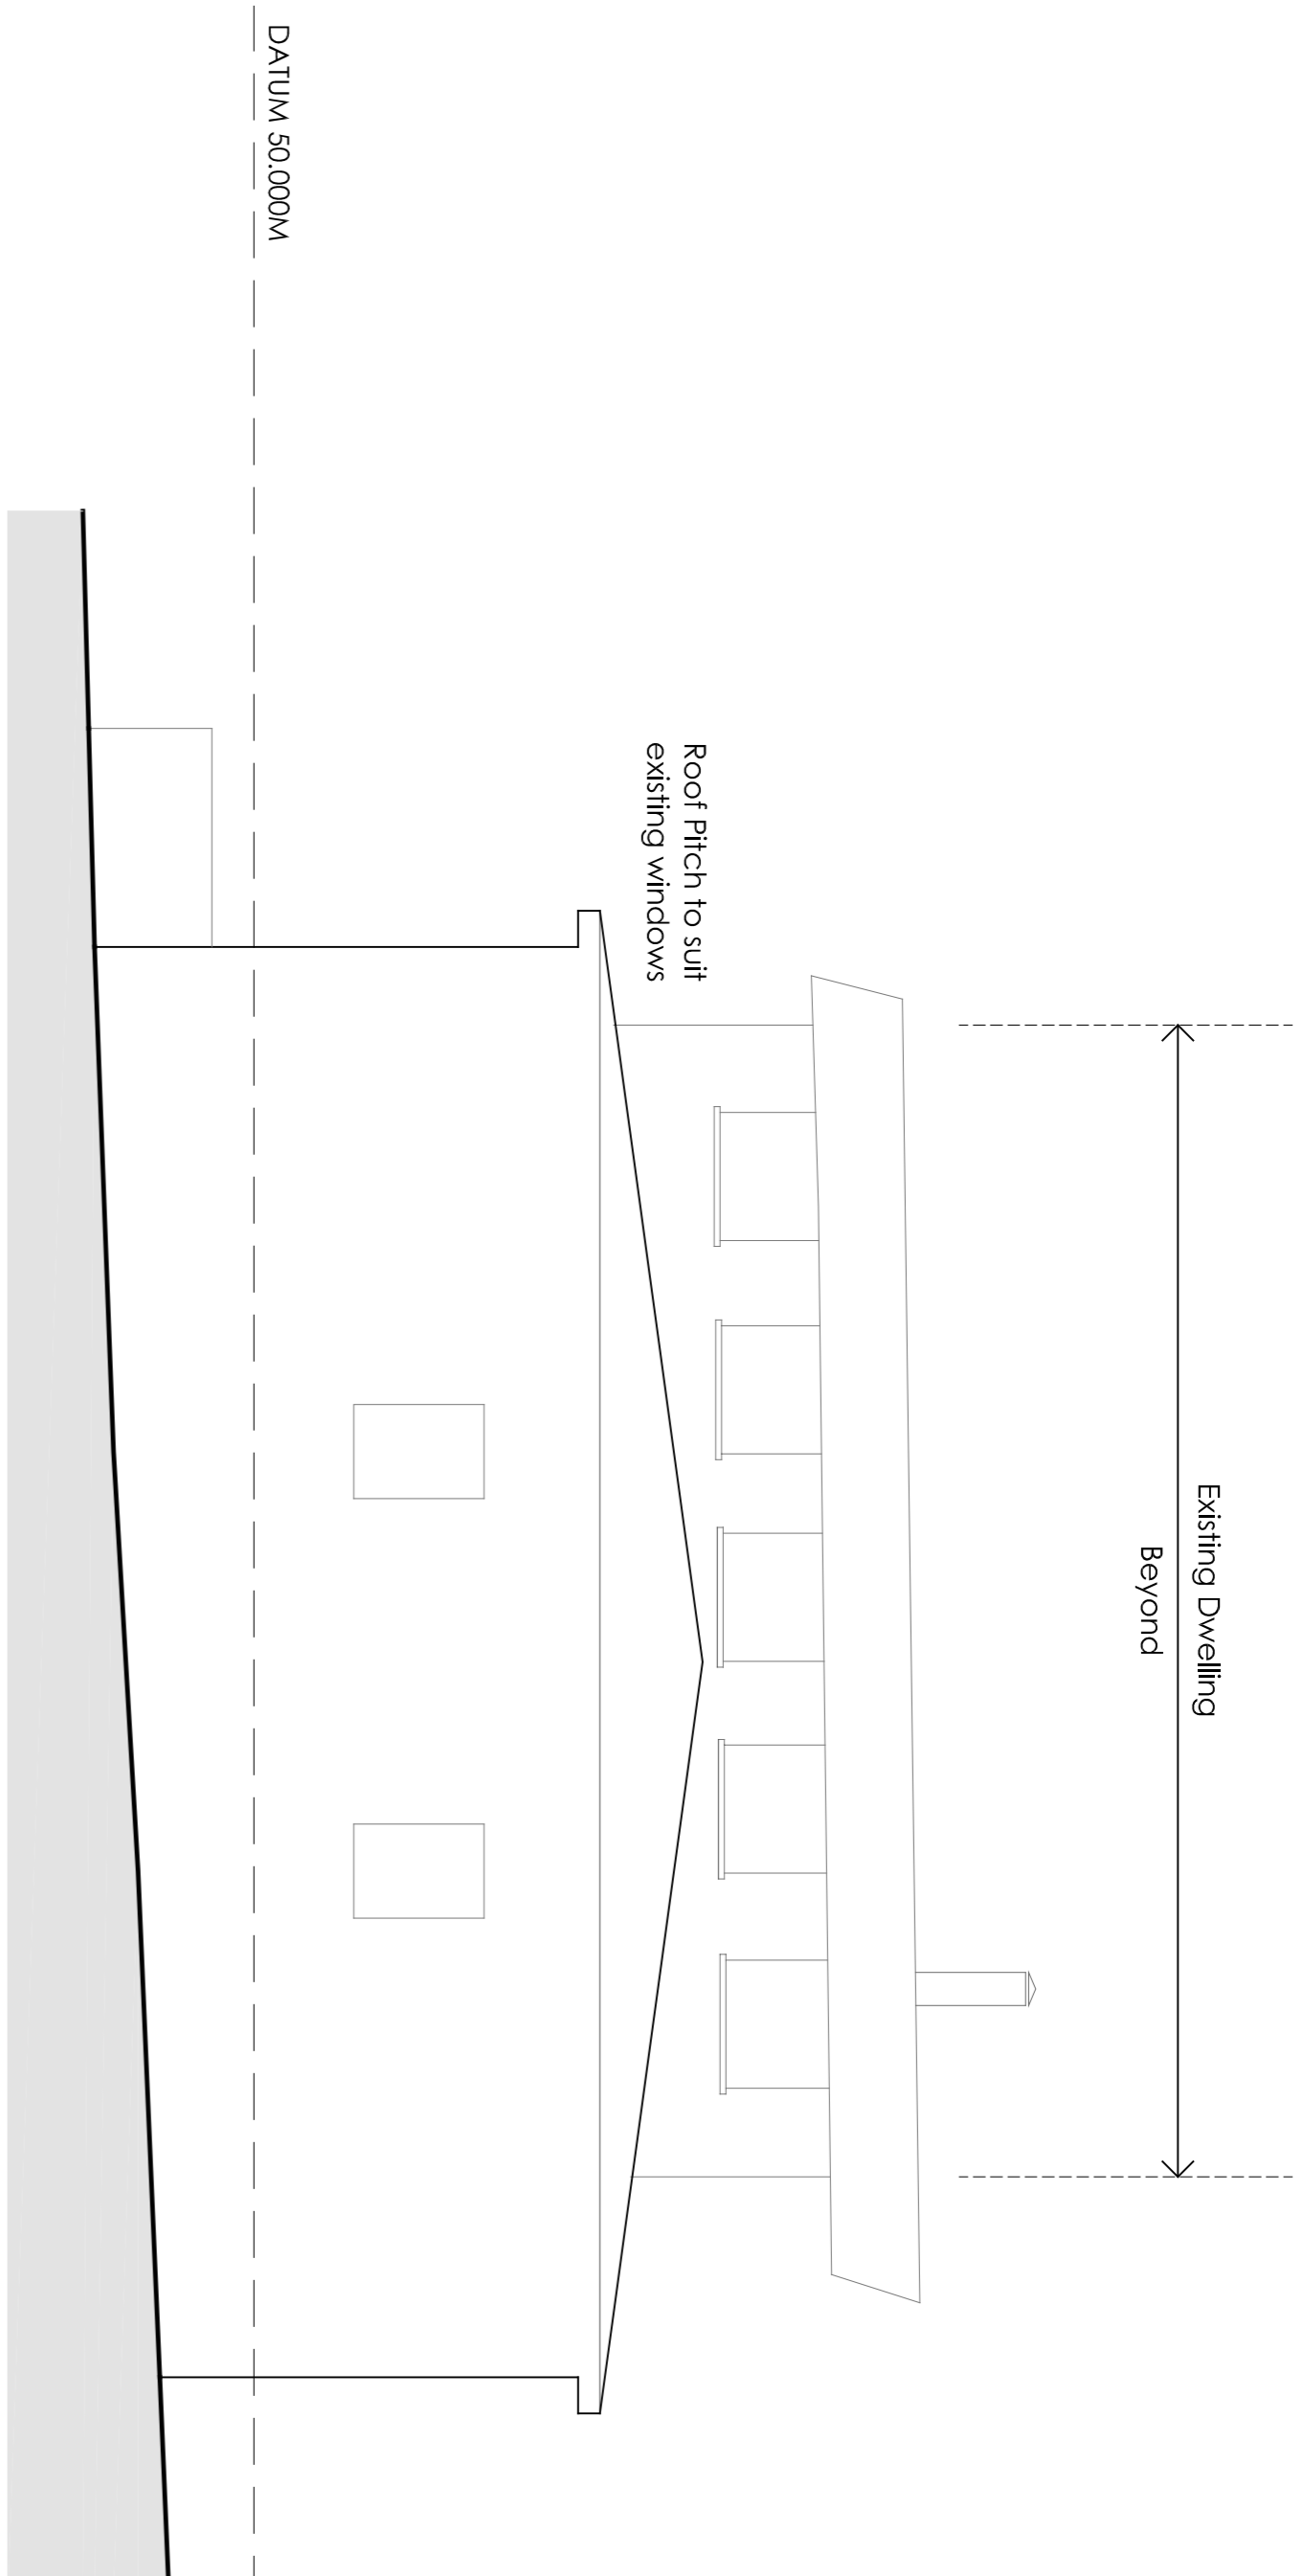 Existing Dwelling
Beyond
Roof Pitch to suit
existing windows
DATUM 50.000M